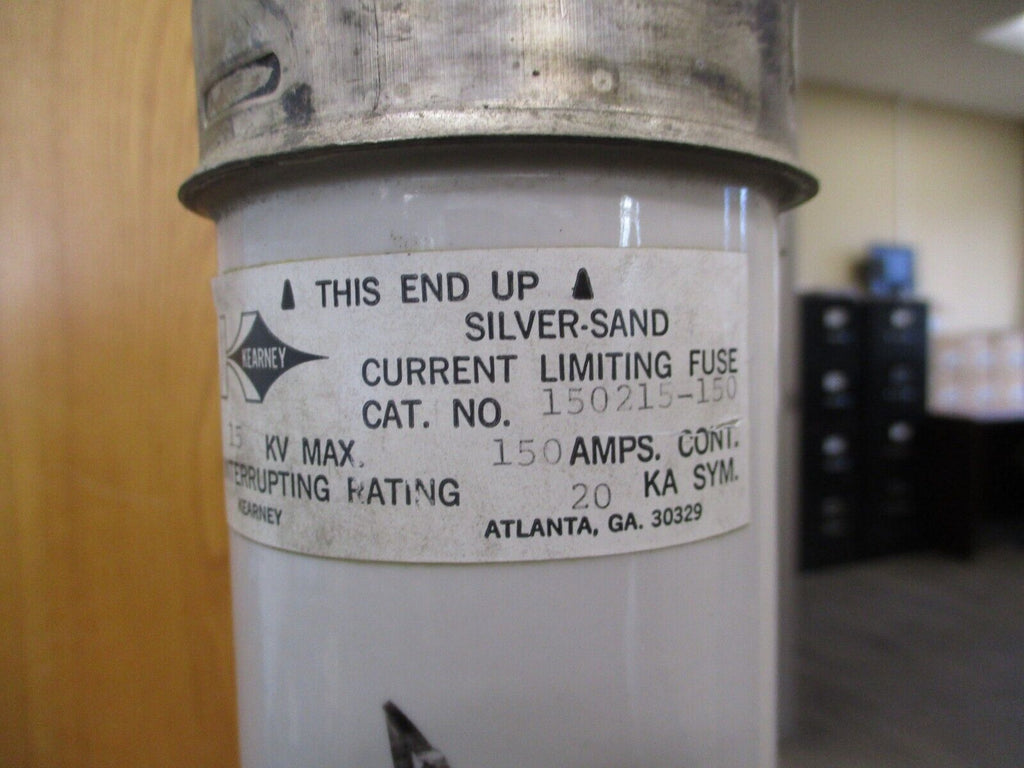 THIS END UP
SILVER-SAND
KEARNEY
CURRENT LIMITING FUSE
CAT. NO. 150215-150
15 KV MAX. 150 AMPS. CONT.
INTERRUPTING RATING 20 KA SYM.
KEARNEY ATLANTA, GA. 30329